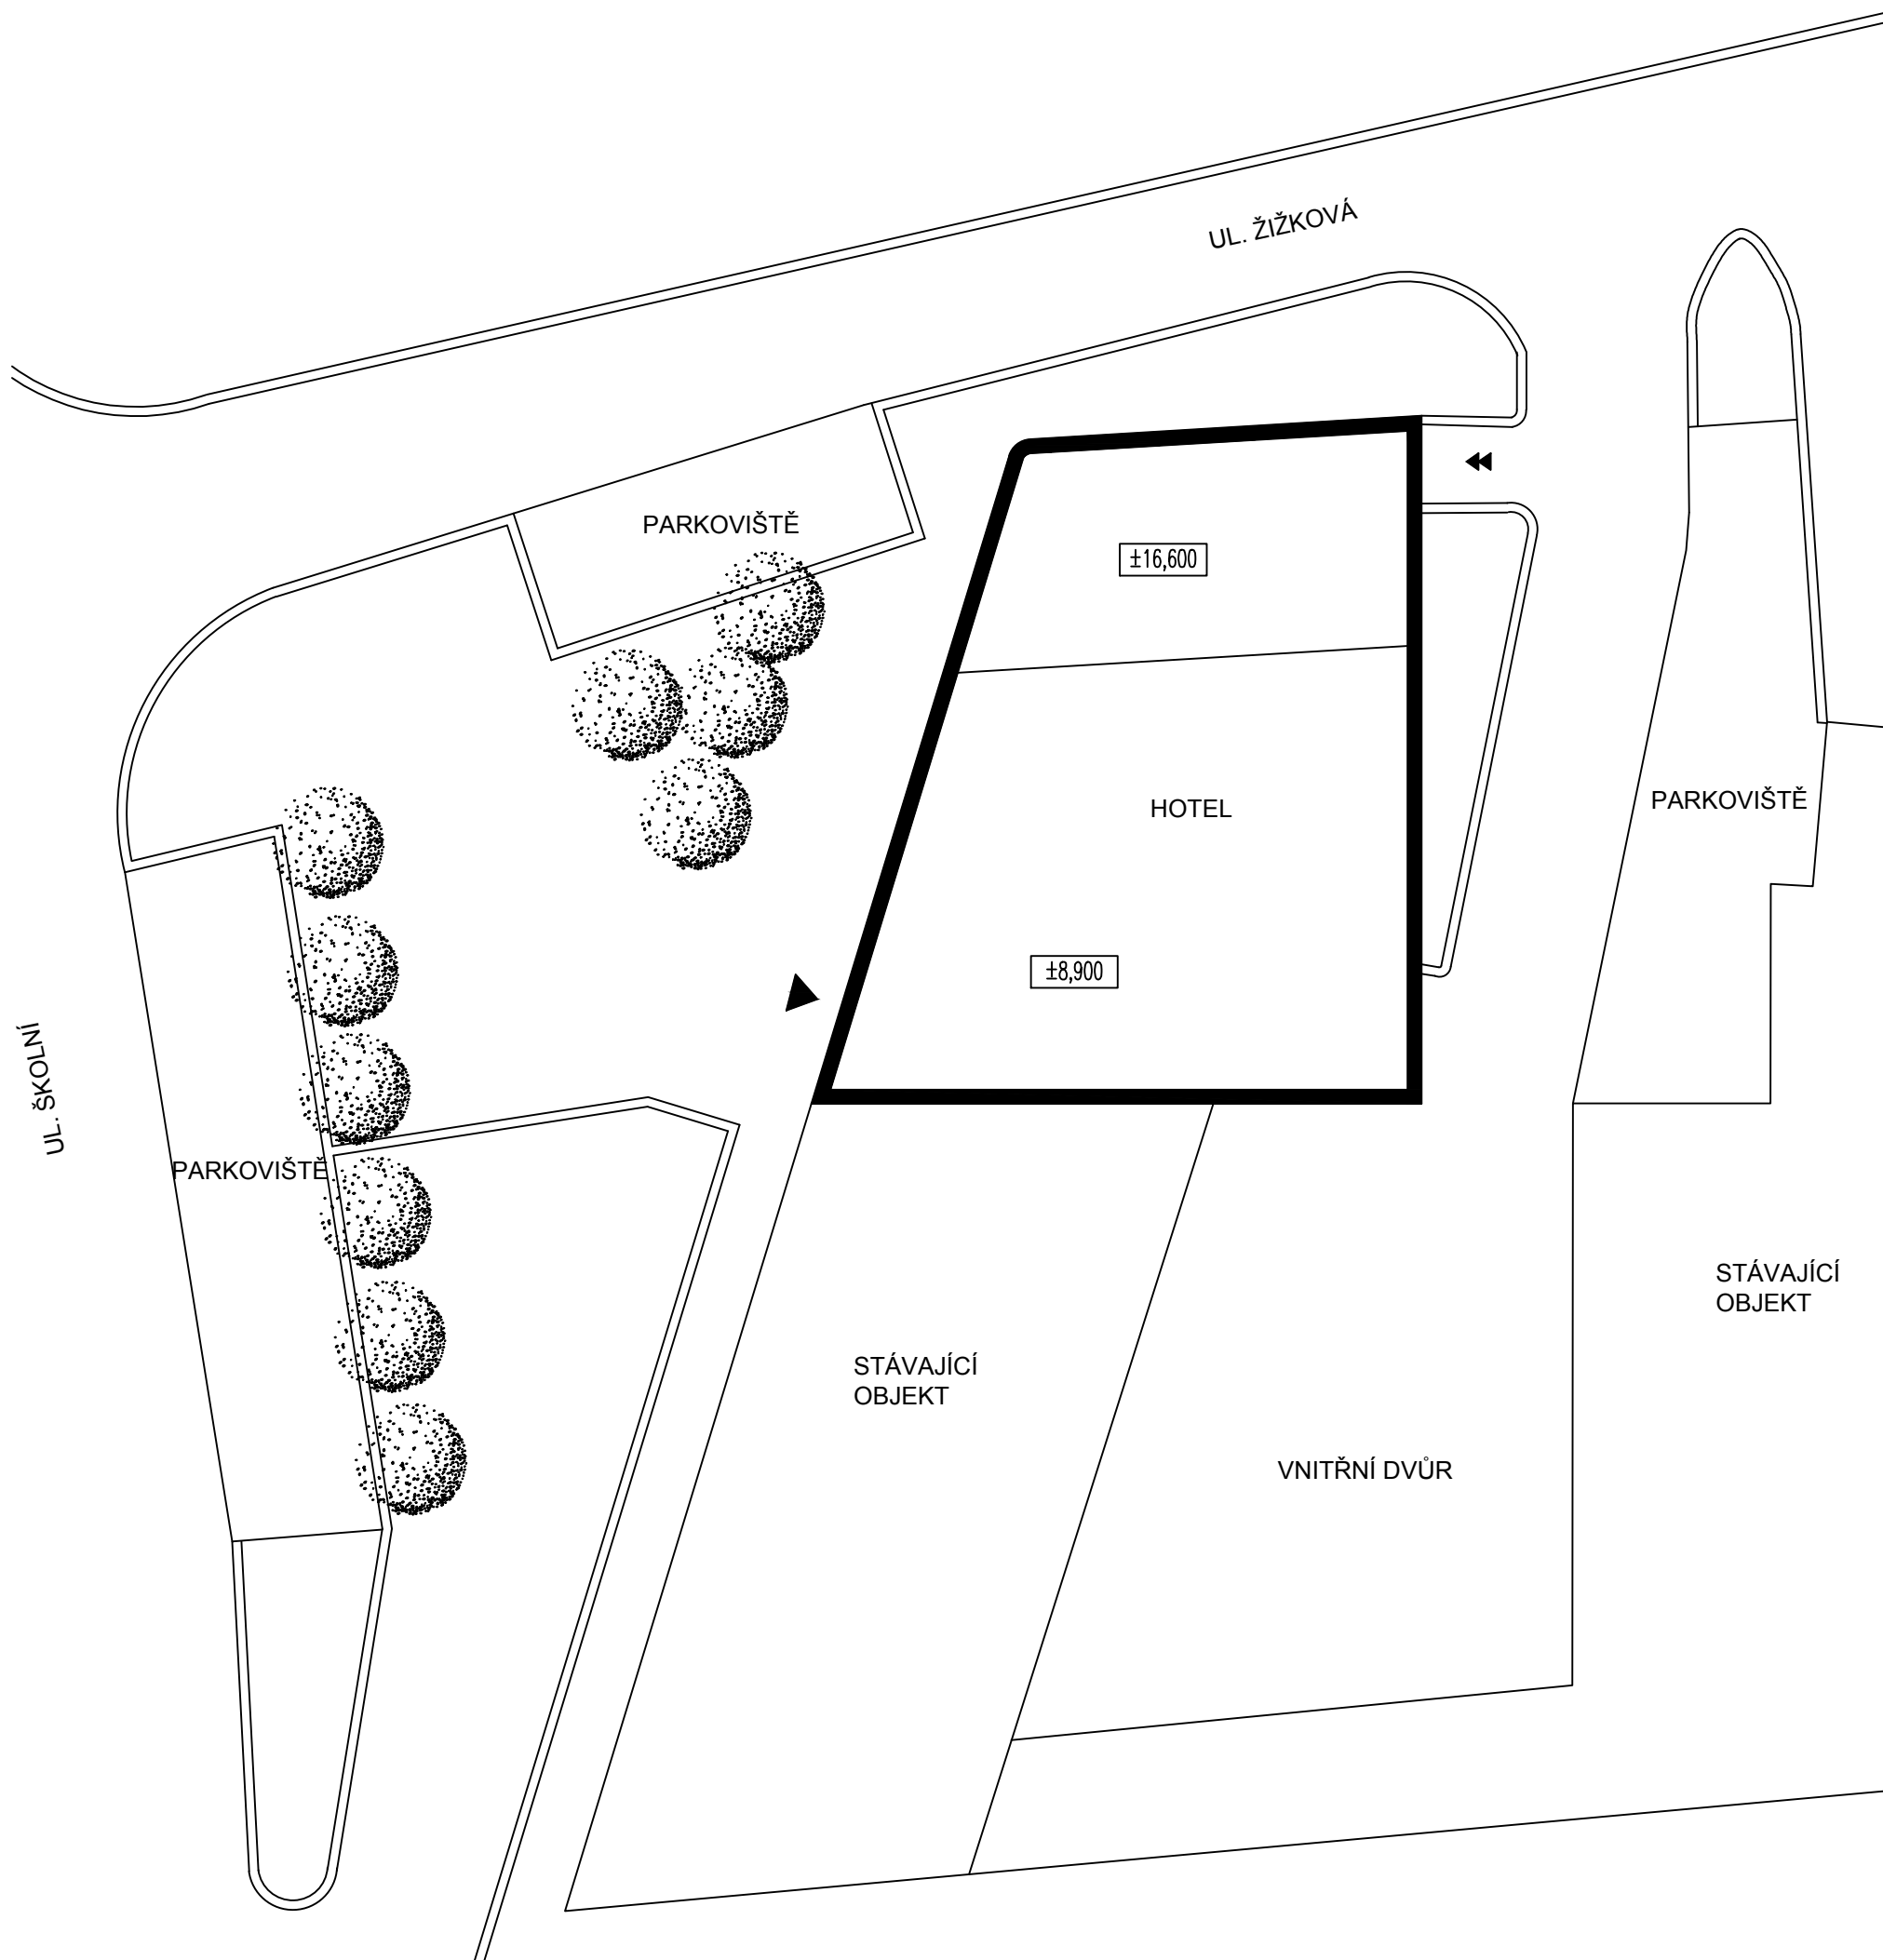 UL. ŽIŽKOVÁ
PARKOVIŠTĚ
±16,600
HOTEL
PARKOVIŠTĚ
±8,900
UL. ŠKOLNÍ
PARKOVIŠTĚ
STÁVAJÍCÍ
OBJEKT
STÁVAJÍCÍ
OBJEKT
VNITŘNÍ DVŮR